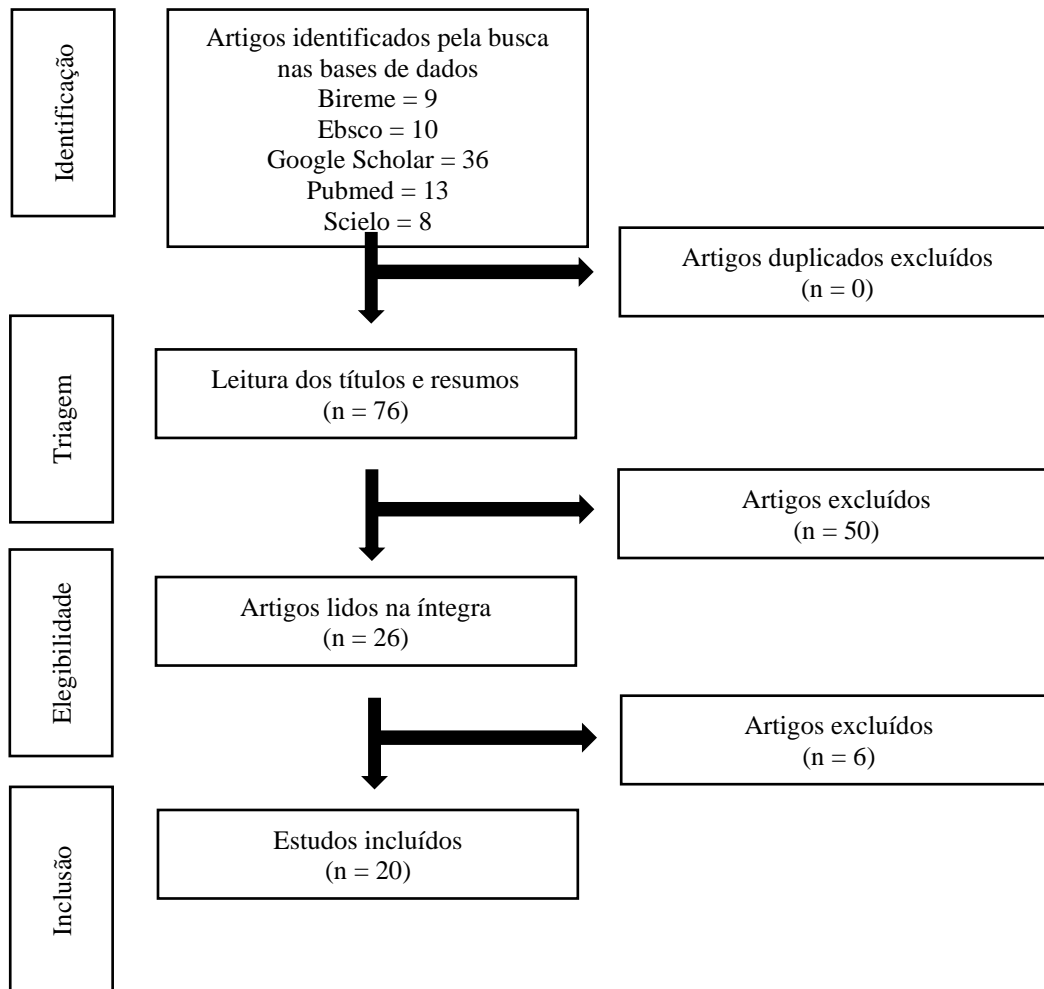 Identificação
Artigos identificados pela busca
nas bases de dados
Bireme = 9
Ebsco = 10
Google Scholar = 36
Pubmed = 13
Scielo = 8
Artigos duplicados excluídos
(n = 0)
Triagem
Leitura dos títulos e resumos
(n = 76)
Artigos excluídos
(n = 50)
Elegibilidade
Artigos lidos na íntegra
(n = 26)
Artigos excluídos
(n = 6)
Inclusão
Estudos incluídos
(n = 20)